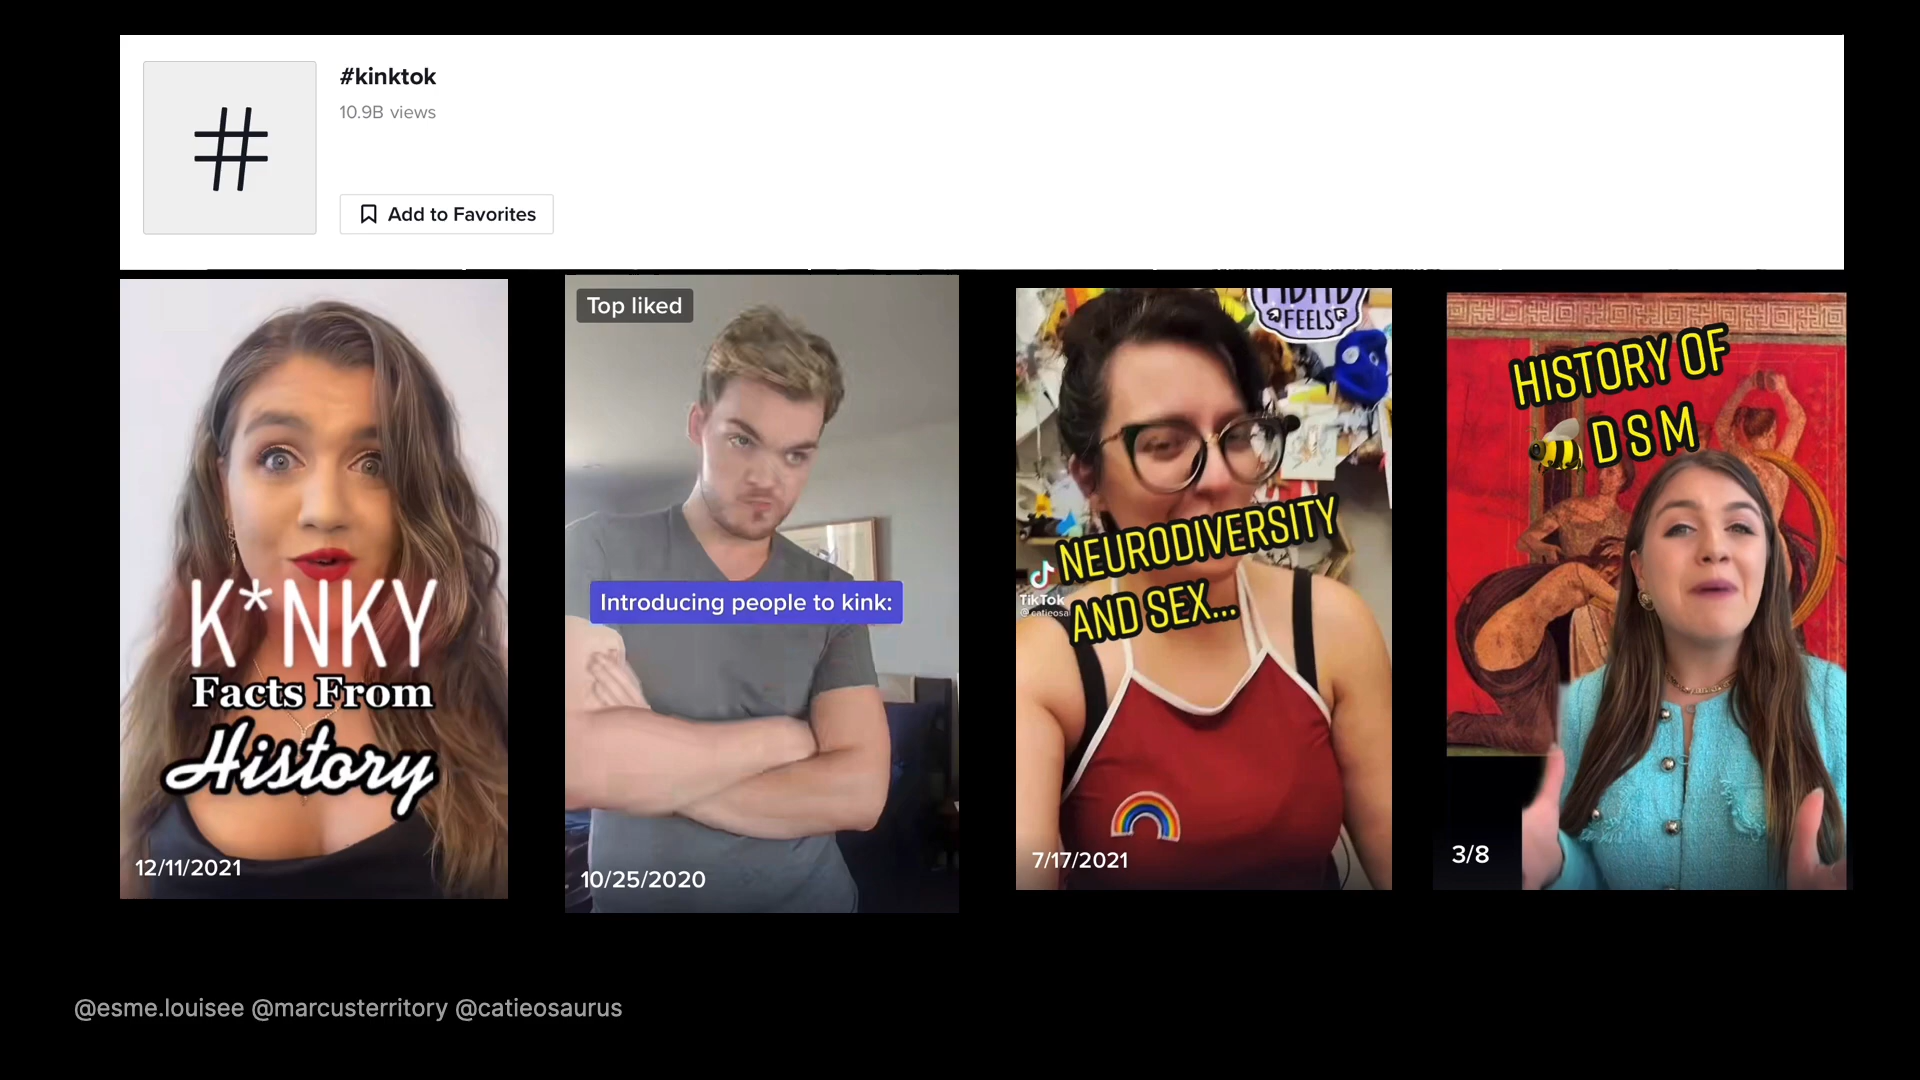 #kinktok
10.9B views
Add to Favorites
K*NKY
Facts From
History
12/11/2021
Top liked
Introducing people to kink:
10/25/2020
FEELS
NEURODIVERSITY
AND SEX...
TikTok
7/17/2021
HISTORY OF
🐝 D S M
3/8
@esme.louisee @marcusterritory @catieosaurus